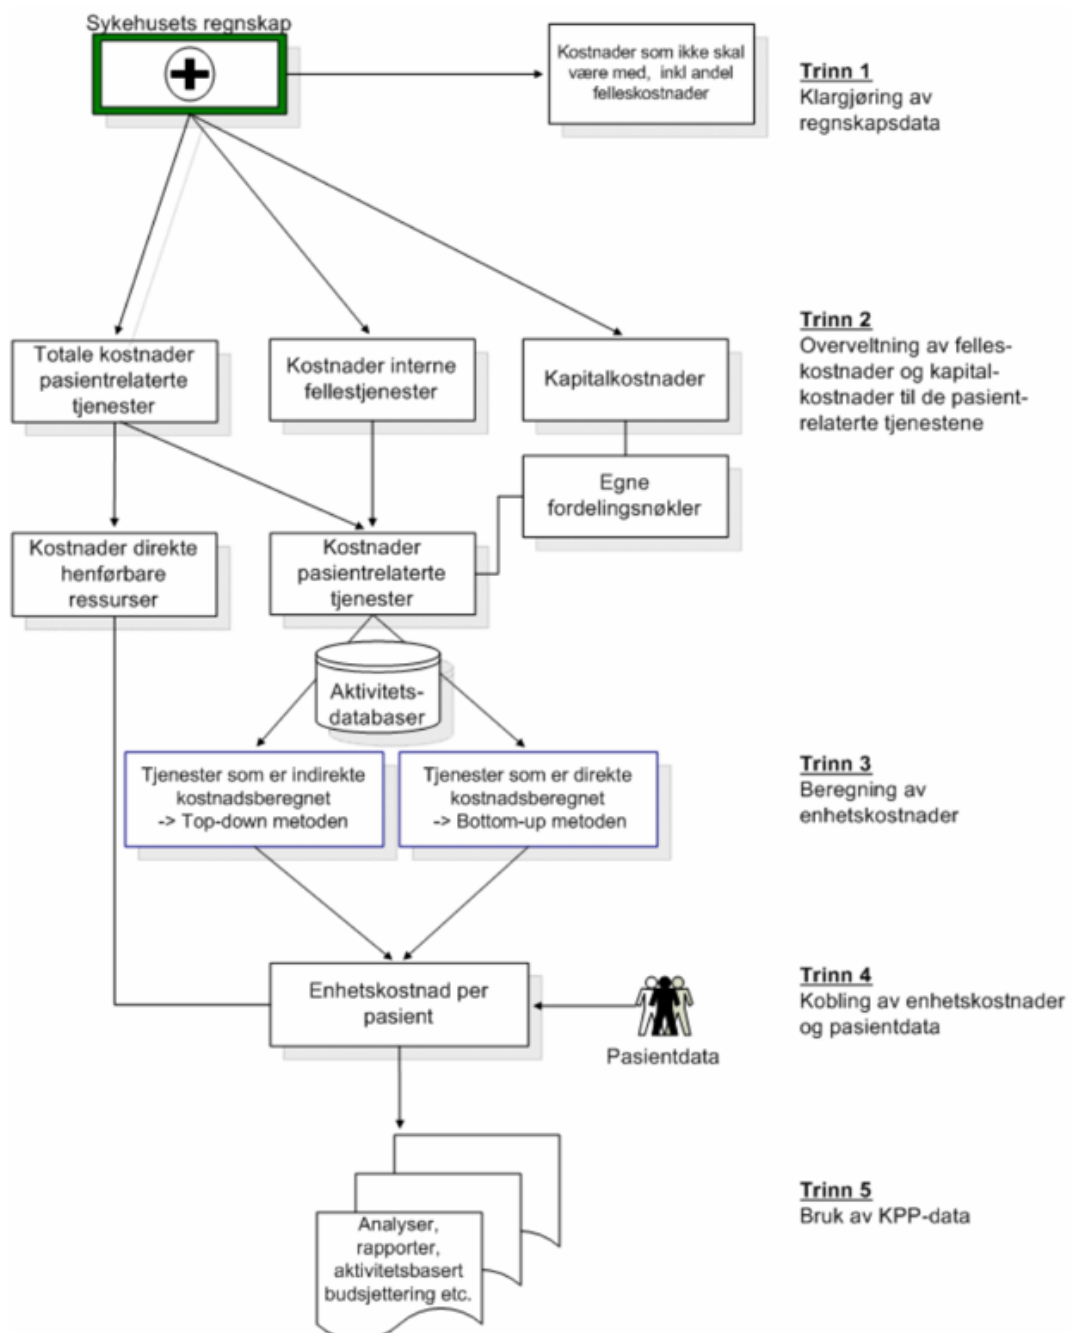 Sykehusets regnskap
Kostnader som ikke skal
være med, inkl andel
felleskostnader
Trinn 1
Klargjøring av
regnskapsdata
Totale kostnader
pasientrelaterte
tjenester
Kostnader interne
fellestjenester
Kapitalkostnader
Trinn 2
Overveltning av felles-
kostnader og kapital-
kostnader til de pasient-
relaterte tjenestene
Egne
fordelingsnøkler
Kostnader direkte
henførbare
ressurser
Kostnader
pasientrelaterte
tjenester
Aktivitets-
databaser
Tjenester som er indirekte
kostnadsberegnet
-> Top-down metoden
Tjenester som er direkte
kostnadsberegnet
-> Bottom-up metoden
Trinn 3
Beregning av
enhetskostnader
Enhetskostnad per
pasient
Pasientdata
Trinn 4
Kobling av enhetskostnader
og pasientdata
Analyser,
rapporter,
aktivitetsbasert
budsjettering etc.
Trinn 5
Bruk av KPP-data